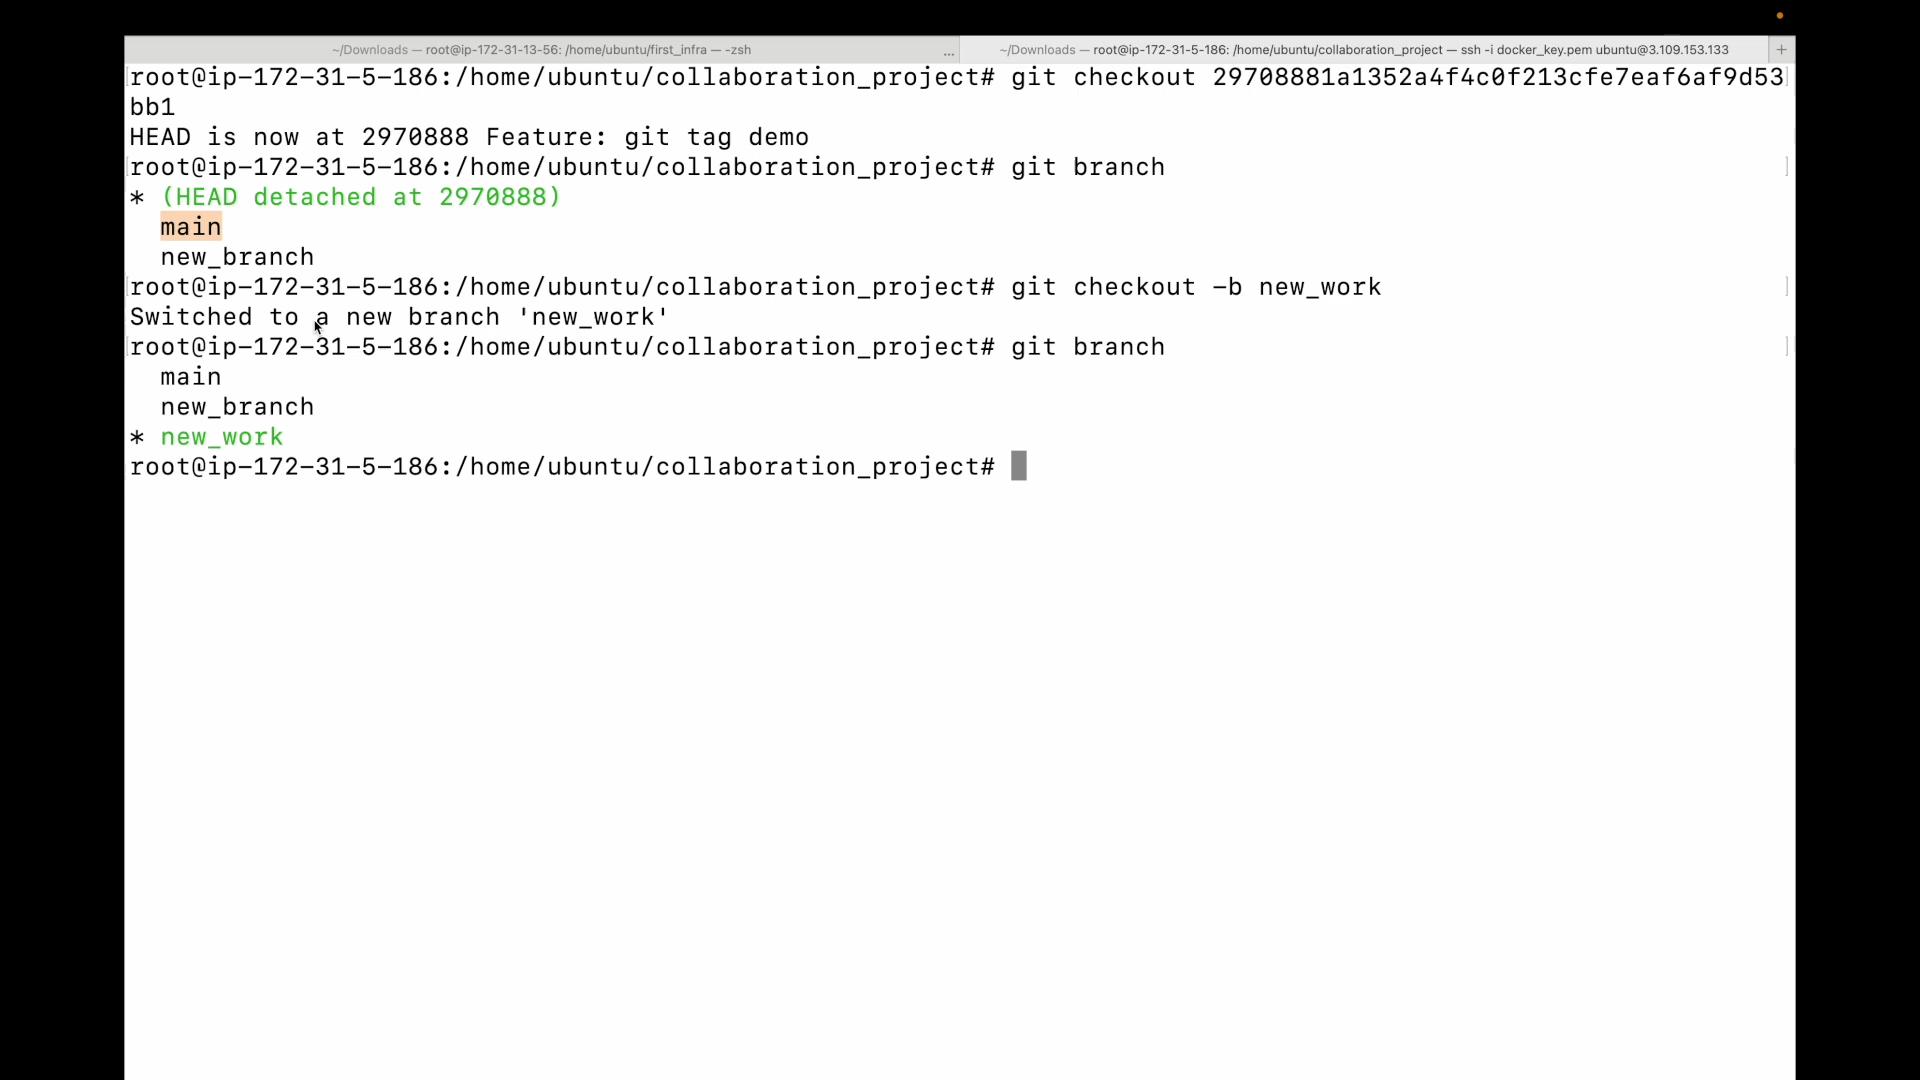 ~/Downloads — root@ip-172-31-13-56: /home/ubuntu/first_infra — -zsh ... ~/Downloads — root@ip-172-31-5-186: /home/ubuntu/collaboration_project — ssh -i docker_key.pem ubuntu@3.109.153.133 +
root@ip-172-31-5-186:/home/ubuntu/collaboration_project# git checkout 29708881a1352a4f4c0f213cfe7eaf6af9d53
bb1
HEAD is now at 2970888 Feature: git tag demo
root@ip-172-31-5-186:/home/ubuntu/collaboration_project# git branch
* (HEAD detached at 2970888)
  main
  new_branch
root@ip-172-31-5-186:/home/ubuntu/collaboration_project# git checkout -b new_work
Switched to a new branch 'new_work'
root@ip-172-31-5-186:/home/ubuntu/collaboration_project# git branch
  main
  new_branch
* new_work
root@ip-172-31-5-186:/home/ubuntu/collaboration_project#